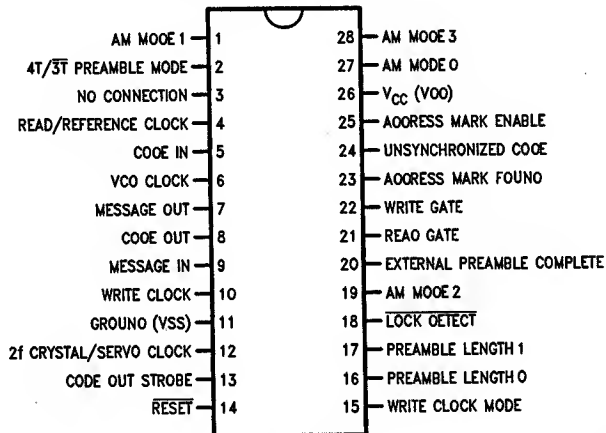 AM MOOE 1 1
4T/3T PREAMBLE MODE 2
NO CONNECTION 3
READ/REFERENCE CLOCK 4
COOE IN 5
VCO CLOCK 6
MESSAGE OUT 7
COOE OUT 8
MESSAGE IN 9
WRITE CLOCK 10
GROUNO (VSS) 11
2f CRYSTAL/SERVO CLOCK 12
CODE OUT STROBE 13
RESET 14
28 AM MOOE 3
27 AM MODE 0
26 VCC (VOO)
25 AOORESS MARK ENABLE
24 UNSYNCHRONIZED COOE
23 AOORESS MARK FOUNO
22 WRITE GATE
21 REAO GATE
20 EXTERNAL PREAMBLE COMPLETE
19 AM MOOE 2
18 LOCK OETECT
17 PREAMBLE LENGTH 1
16 PREAMBLE LENGTH 0
15 WRITE CLOCK MODE